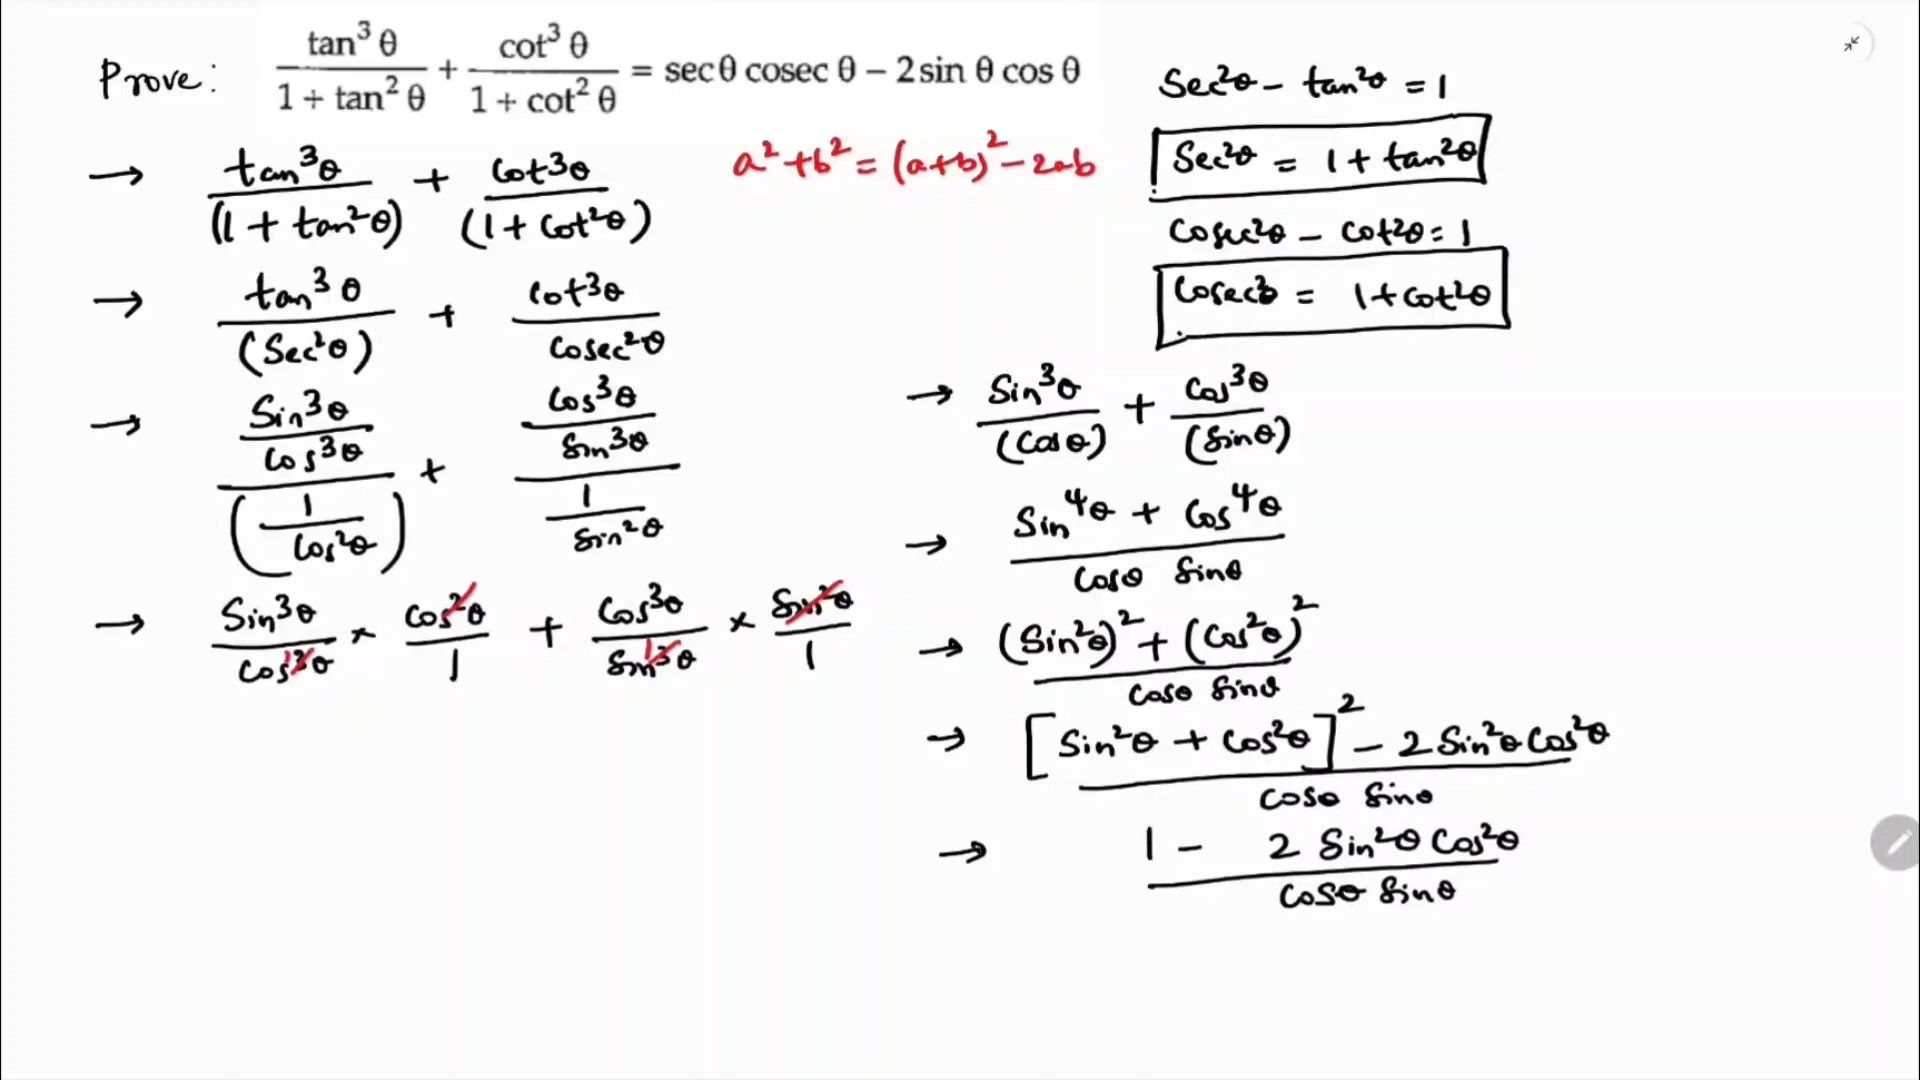 Prove: tan³θ/(1 + tan²θ) + cot³θ/(1 + cot²θ) = secθ cosec θ – 2 sin θ cos θ
→ tan³θ/(1 + tan²θ) + cot³θ/(1 + cot²θ)
→ tan³θ/(sec²θ) + cot³θ/cosec²θ
→ (sin³θ/cos³θ)/(1/cos²θ) + (cos³θ/sin³θ)/(1/sin²θ)
→ sin³θ/cos³θ × cos²θ/1 + cos³θ/sin³θ × sin²θ/1
a² + b² = (a+b)² – 2ab
sec²θ – tan²θ = 1
sec²θ = 1 + tan²θ
cosec²θ – cot²θ = 1
cosec²θ = 1 + cot²θ
→ sin³θ/(cosθ) + cos³θ/(sinθ)
→ (sin⁴θ + cos⁴θ)/(cosθ sinθ)
→ ((sin²θ)² + (cos²θ)²)/(cosθ sinθ)
→ ([sin²θ + cos²θ]² – 2 sin²θ cos²θ)/(cosθ sinθ)
→ (1 – 2 sin²θ cos²θ)/(cosθ sinθ)